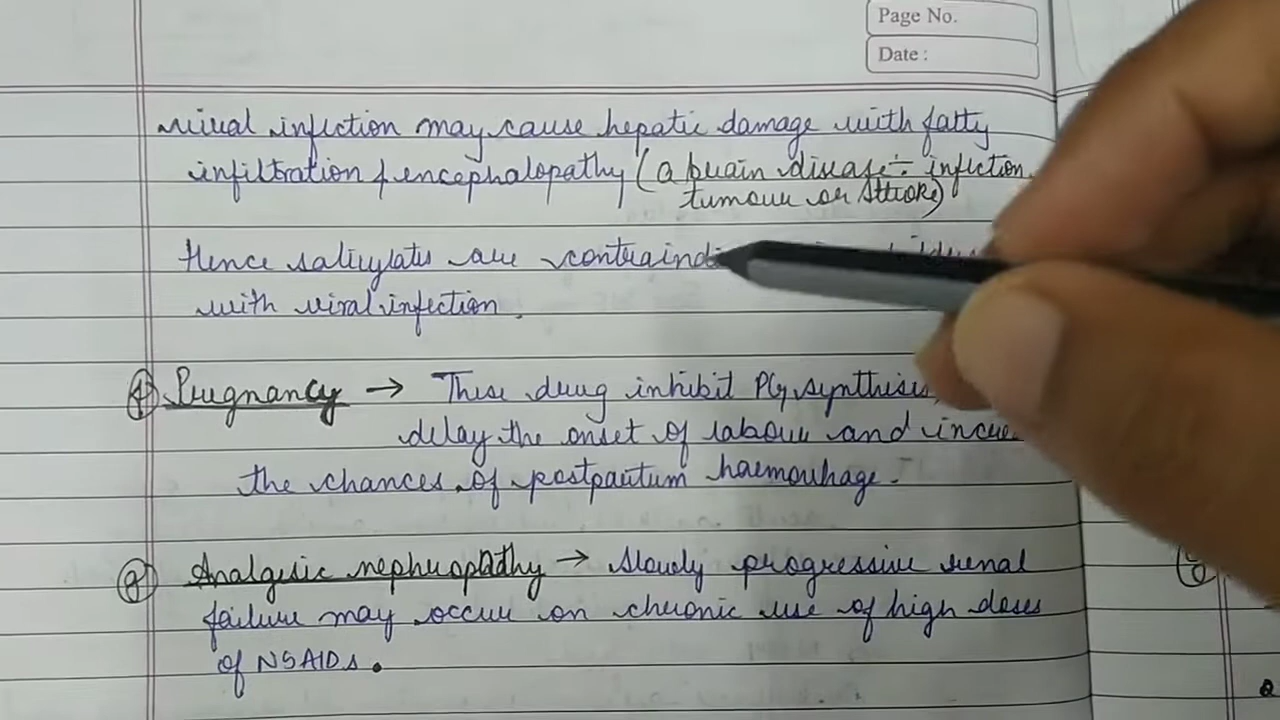 Page No.
Date :
viral infection may cause hepatic damage with fatty
infiltration & encephalopathy (a brain disease ÷ infection,
tumour or stroke)
Hence salicylates are
with viral infection.
f Pregnancy → These drug inhibit PG synthesis,
delay the onset of labour and
the chances of postpartum haemorrhage.
g Analgesic nephropathy → Slowly progressive renal
failure may occur on chronic use of high doses
of NSAIDs.